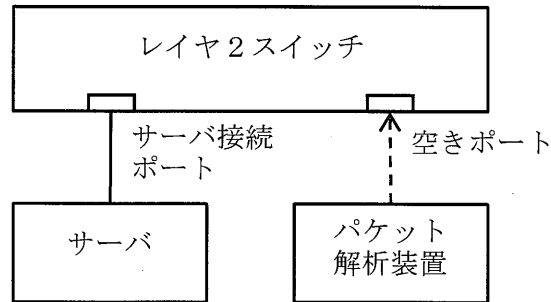 レイヤ２スイッチ
サーバ接続
ポート
空きポート
サーバ
パケット
解析装置